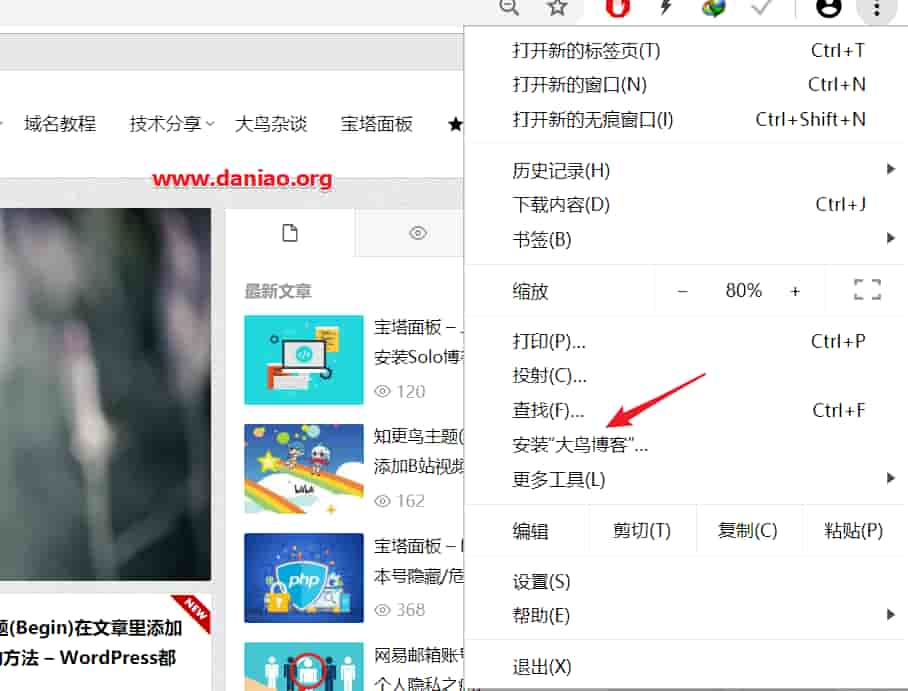 域名教程 技术分享 大鸟杂谈 宝塔面板
www.daniao.org
最新文章
宝塔面板 –
安装Solo博
120
知更鸟主题(
添加B站视频
162
宝塔面板 –
本号隐藏/危
368
网易邮箱账号
个人隐私之
php
NEW
题(Begin)在文章里添加
的方法 – WordPress都
打开新的标签页(T) Ctrl+T
打开新的窗口(N) Ctrl+N
打开新的无痕窗口(I) Ctrl+Shift+N
历史记录(H)
下载内容(D) Ctrl+J
书签(B)
缩放 − 80% +
打印(P)... Ctrl+P
投射(C)...
查找(F)... Ctrl+F
安装“大鸟博客”...
更多工具(L)
编辑 剪切(T) 复制(C) 粘贴(P)
设置(S)
帮助(E)
退出(X)